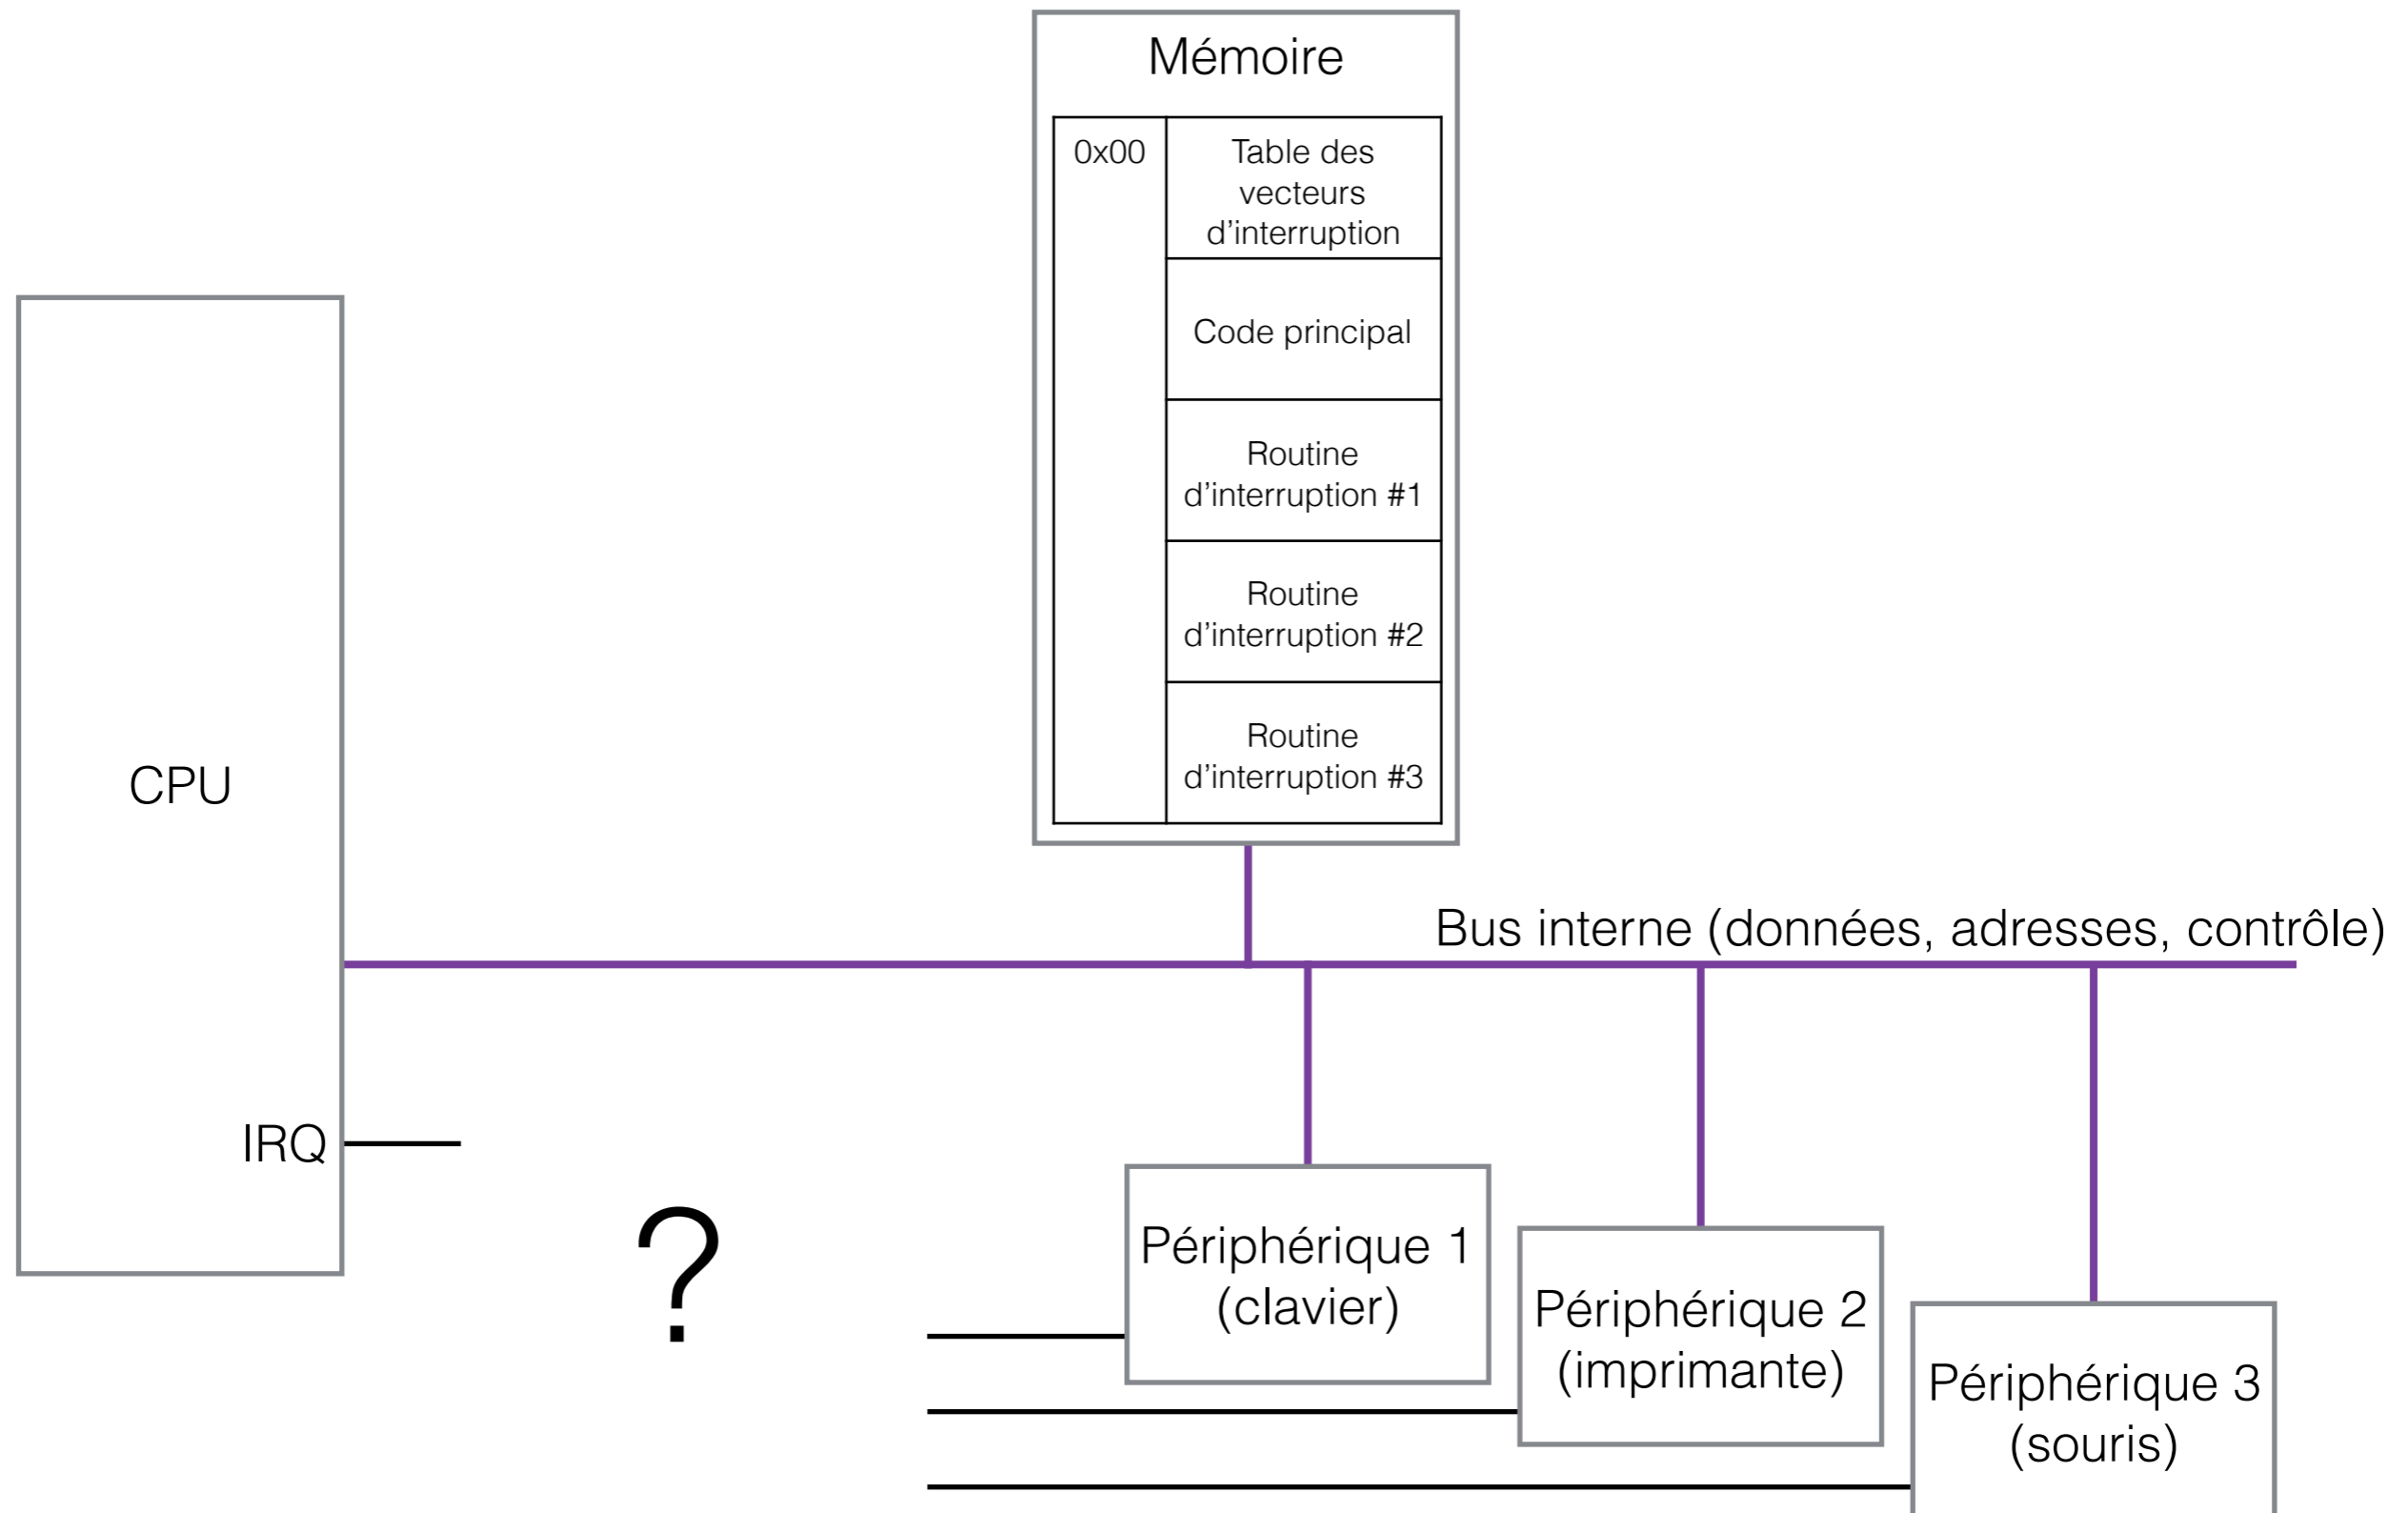 Mémoire
0x00
Table des
vecteurs
d’interruption
Code principal
Routine
d’interruption #1
Routine
d’interruption #2
Routine
d’interruption #3
CPU
Bus interne (données, adresses, contrôle)
IRQ
?
Périphérique 1
(clavier)
Périphérique 2
(imprimante)
Périphérique 3
(souris)